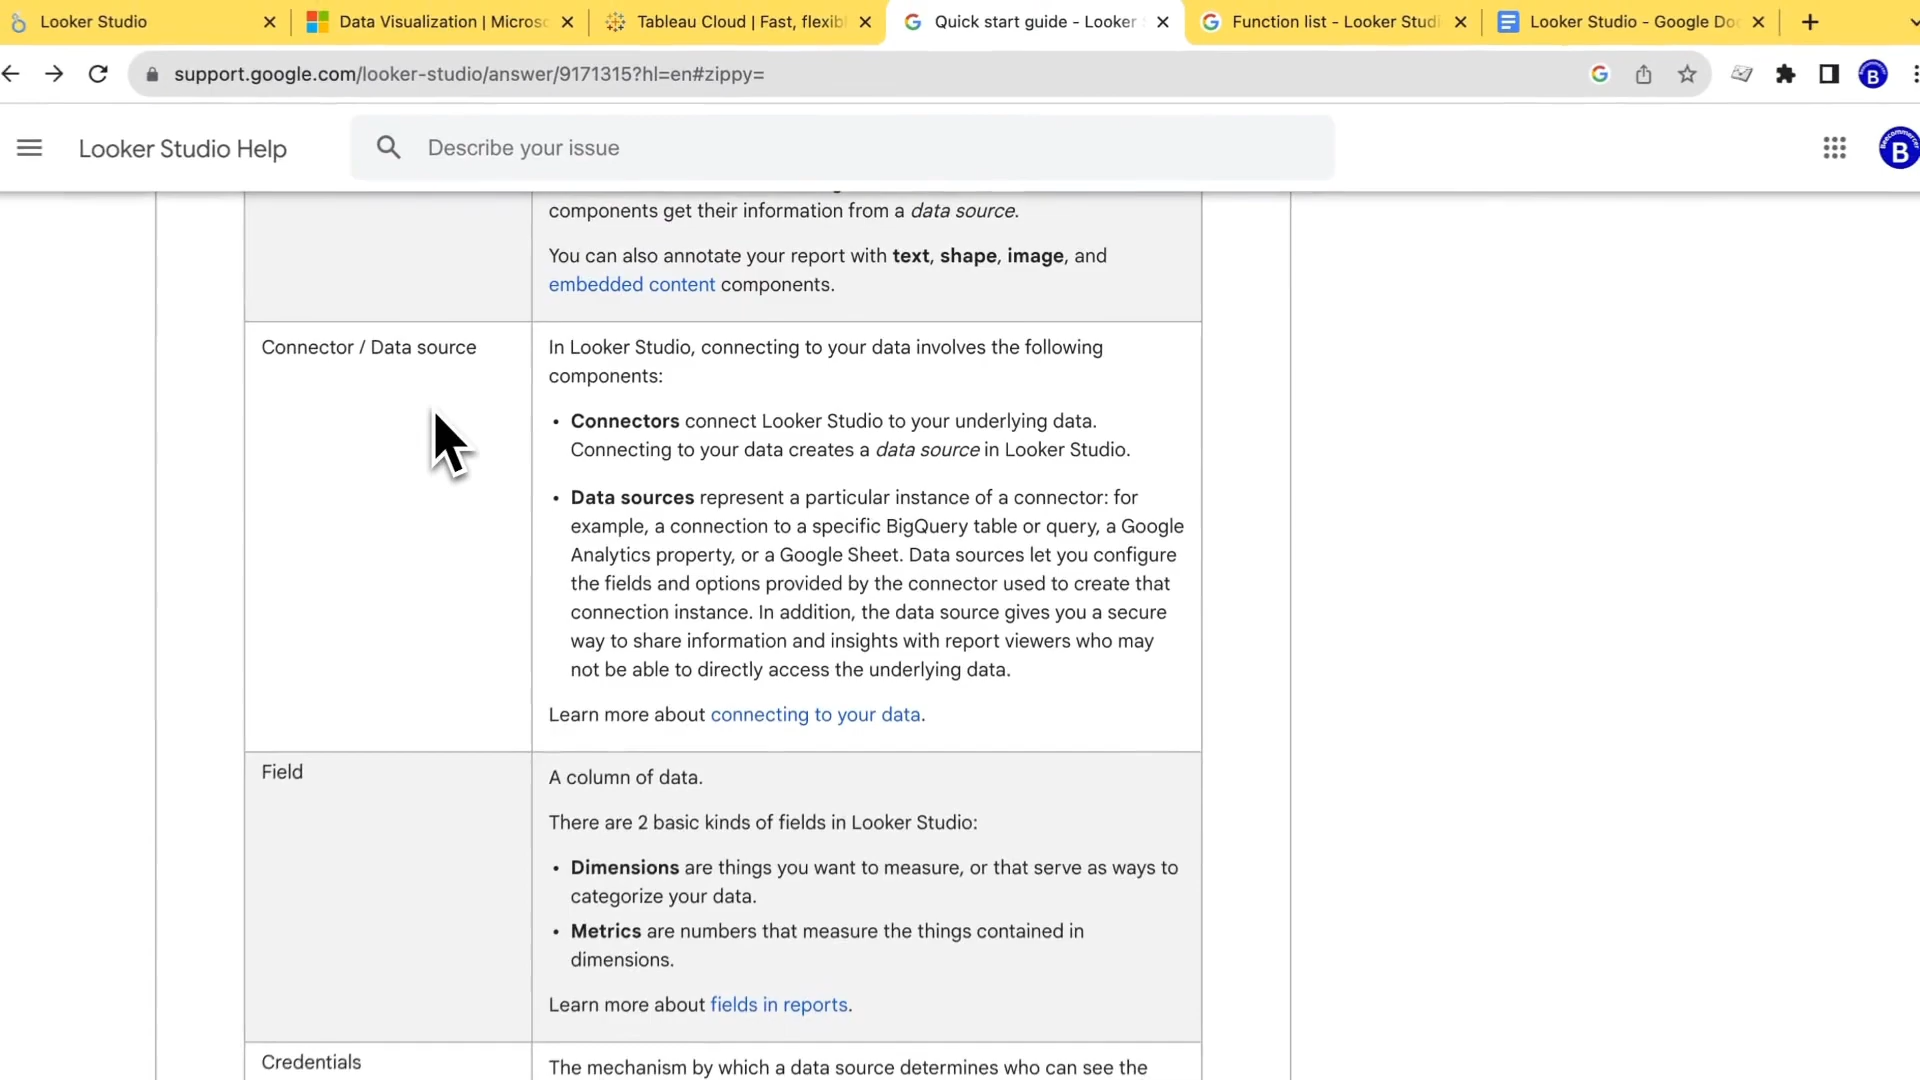 Looker Studio
Data Visualization | Microso
Tableau Cloud | Fast, flexibl
Quick start guide - Looker
Function list - Looker Studi
Looker Studio - Google Doc
support.google.com/looker-studio/answer/9171315?hl=en#zippy=
B
Looker Studio Help
Describe your issue
B
components get their information from a data source.
You can also annotate your report with text, shape, image, and
embedded content components.
Connector / Data source
In Looker Studio, connecting to your data involves the following
components:
• Connectors connect Looker Studio to your underlying data.
Connecting to your data creates a data source in Looker Studio.
• Data sources represent a particular instance of a connector: for
example, a connection to a specific BigQuery table or query, a Google
Analytics property, or a Google Sheet. Data sources let you configure
the fields and options provided by the connector used to create that
connection instance. In addition, the data source gives you a secure
way to share information and insights with report viewers who may
not be able to directly access the underlying data.
Learn more about connecting to your data.
Field
A column of data.
There are 2 basic kinds of fields in Looker Studio:
• Dimensions are things you want to measure, or that serve as ways to
categorize your data.
• Metrics are numbers that measure the things contained in
dimensions.
Learn more about fields in reports.
Credentials
The mechanism by which a data source determines who can see the